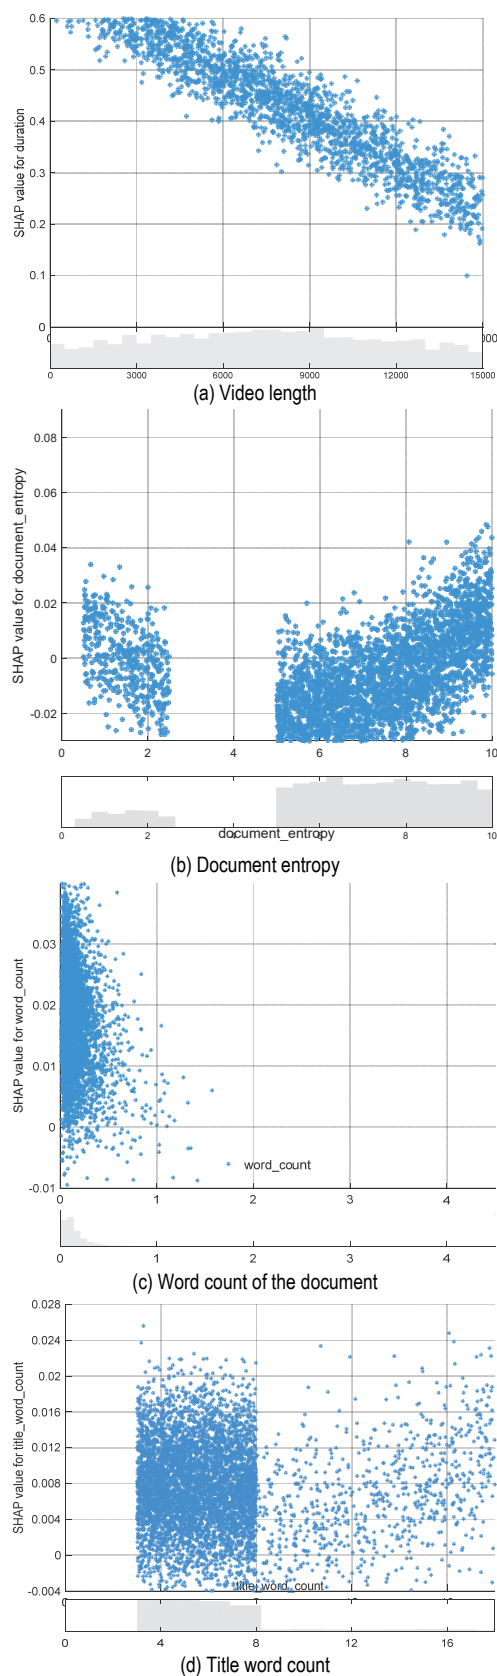 0.6
0.5
0.4
0.3
0.2
0.1
0
SHAP value for duration
0 3000 6000 9000 12000 15000
(a) Video length
0.08
0.06
0.04
0.02
0
-0.02
SHAP value for document_entropy
0 2 4 6 8 10
0 2 4 6 8 10
document_entropy
(b) Document entropy
0.03
0.02
0.01
0
-0.01
SHAP value for word_count
word_count
0 1 2 3 4
0 1 2 3 4
(c) Word count of the document
0.028
0.024
0.02
0.016
0.012
0.008
0.004
0
-0.004
SHAP value for title_word_count
title_word_count
0 4 8 12 16
(d) Title word count